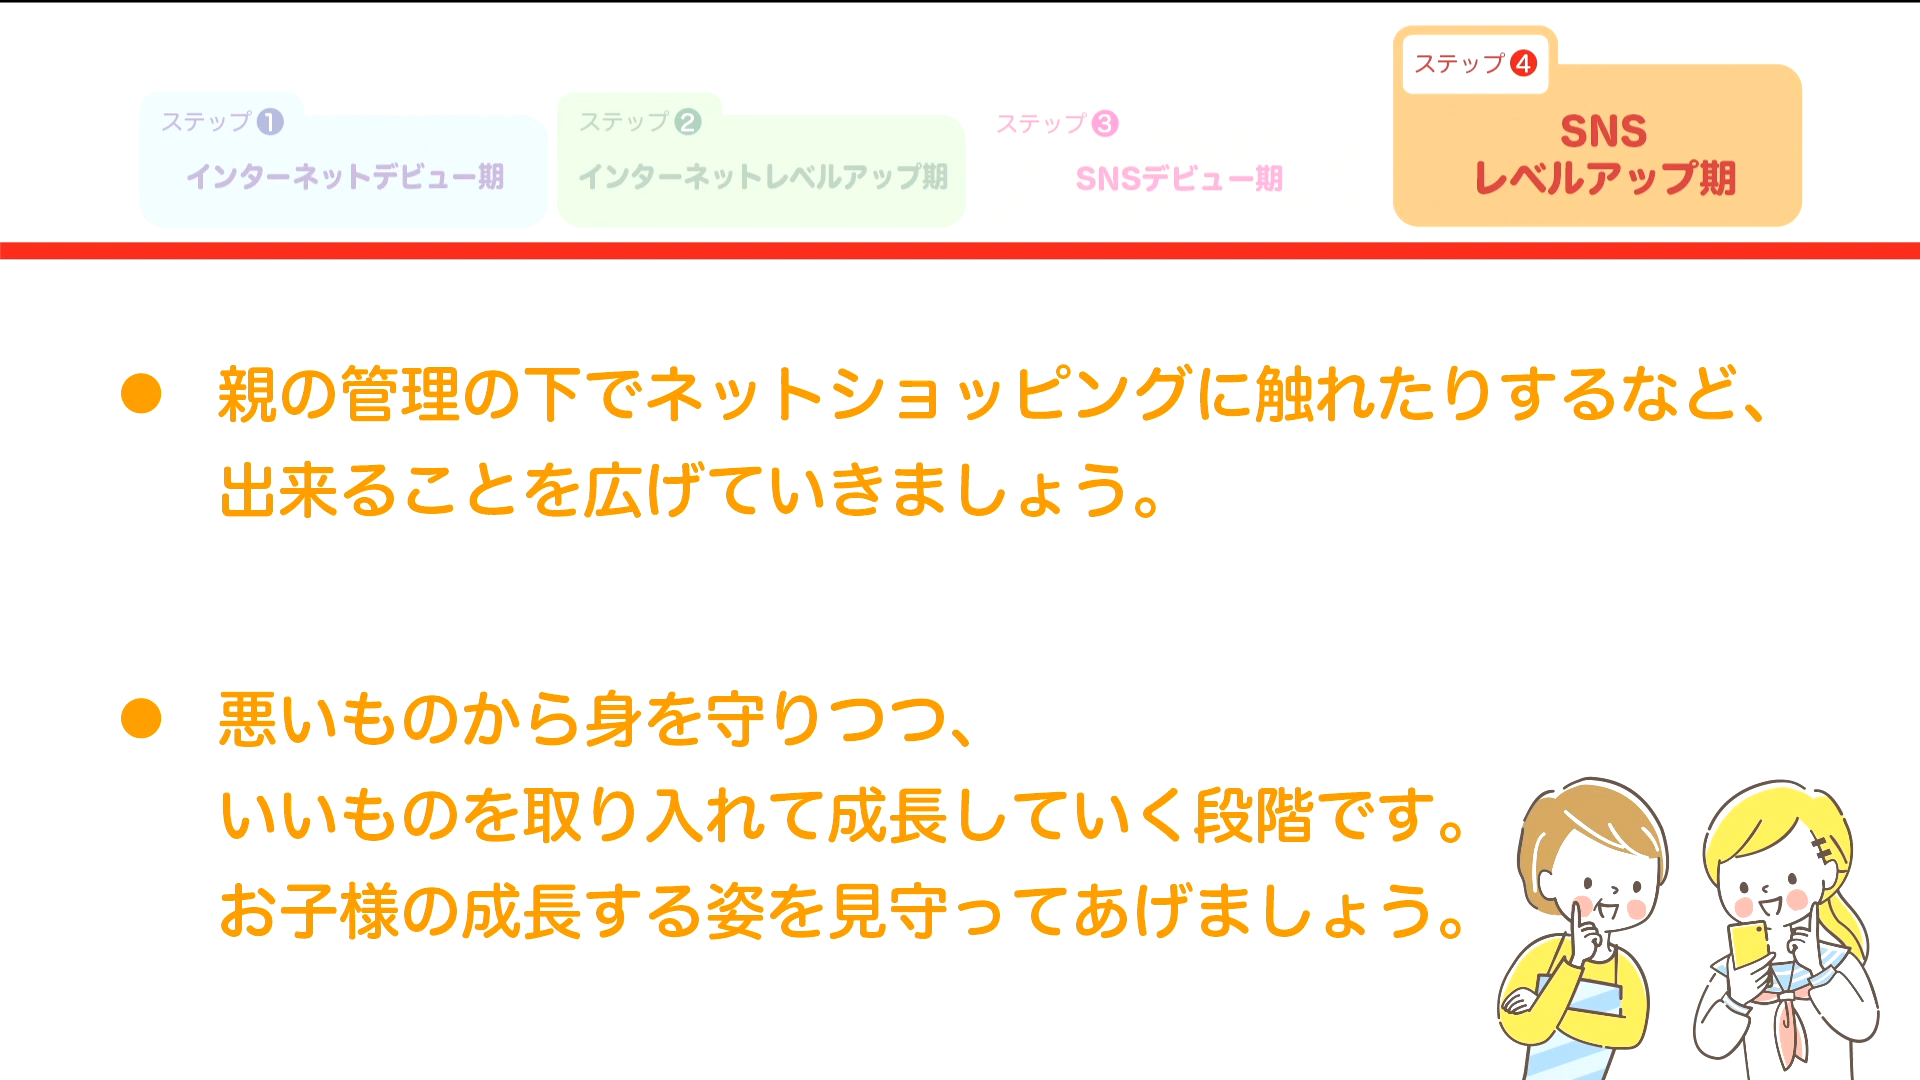 ステップ1
インターネットデビュー期
ステップ2
インターネットレベルアップ期
ステップ3
SNSデビュー期
ステップ4
SNS
レベルアップ期
● 親の管理の下でネットショッピングに触れたりするなど、
出来ることを広げていきましょう。
● 悪いものから身を守りつつ、
いいものを取り入れて成長していく段階です。
お子様の成長する姿を見守ってあげましょう。